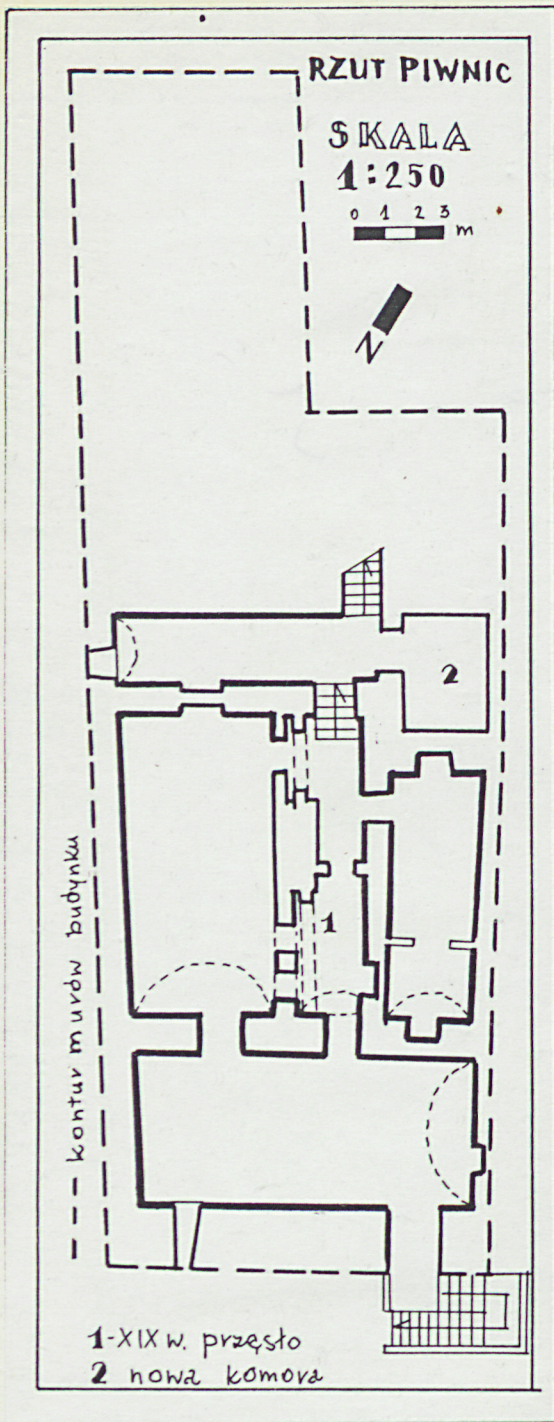 RZUT PIWNIC
SKALA
1:250
0 1 2 3
m
N
2
1
--- kontur murów budynku
1-XIX w. przęsło
2 nowa komora